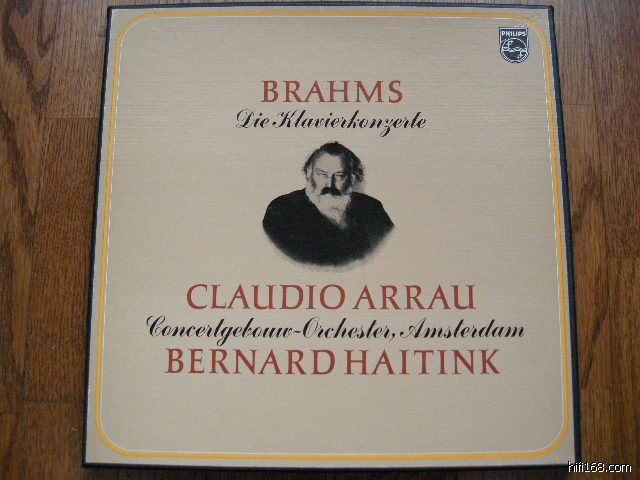 PHILIPS
BRAHMS
Die Klavierkonzerte
CLAUDIO ARRAU
Concertgebouw-Orchester, Amsterdam
BERNARD HAITINK
hifi168.com